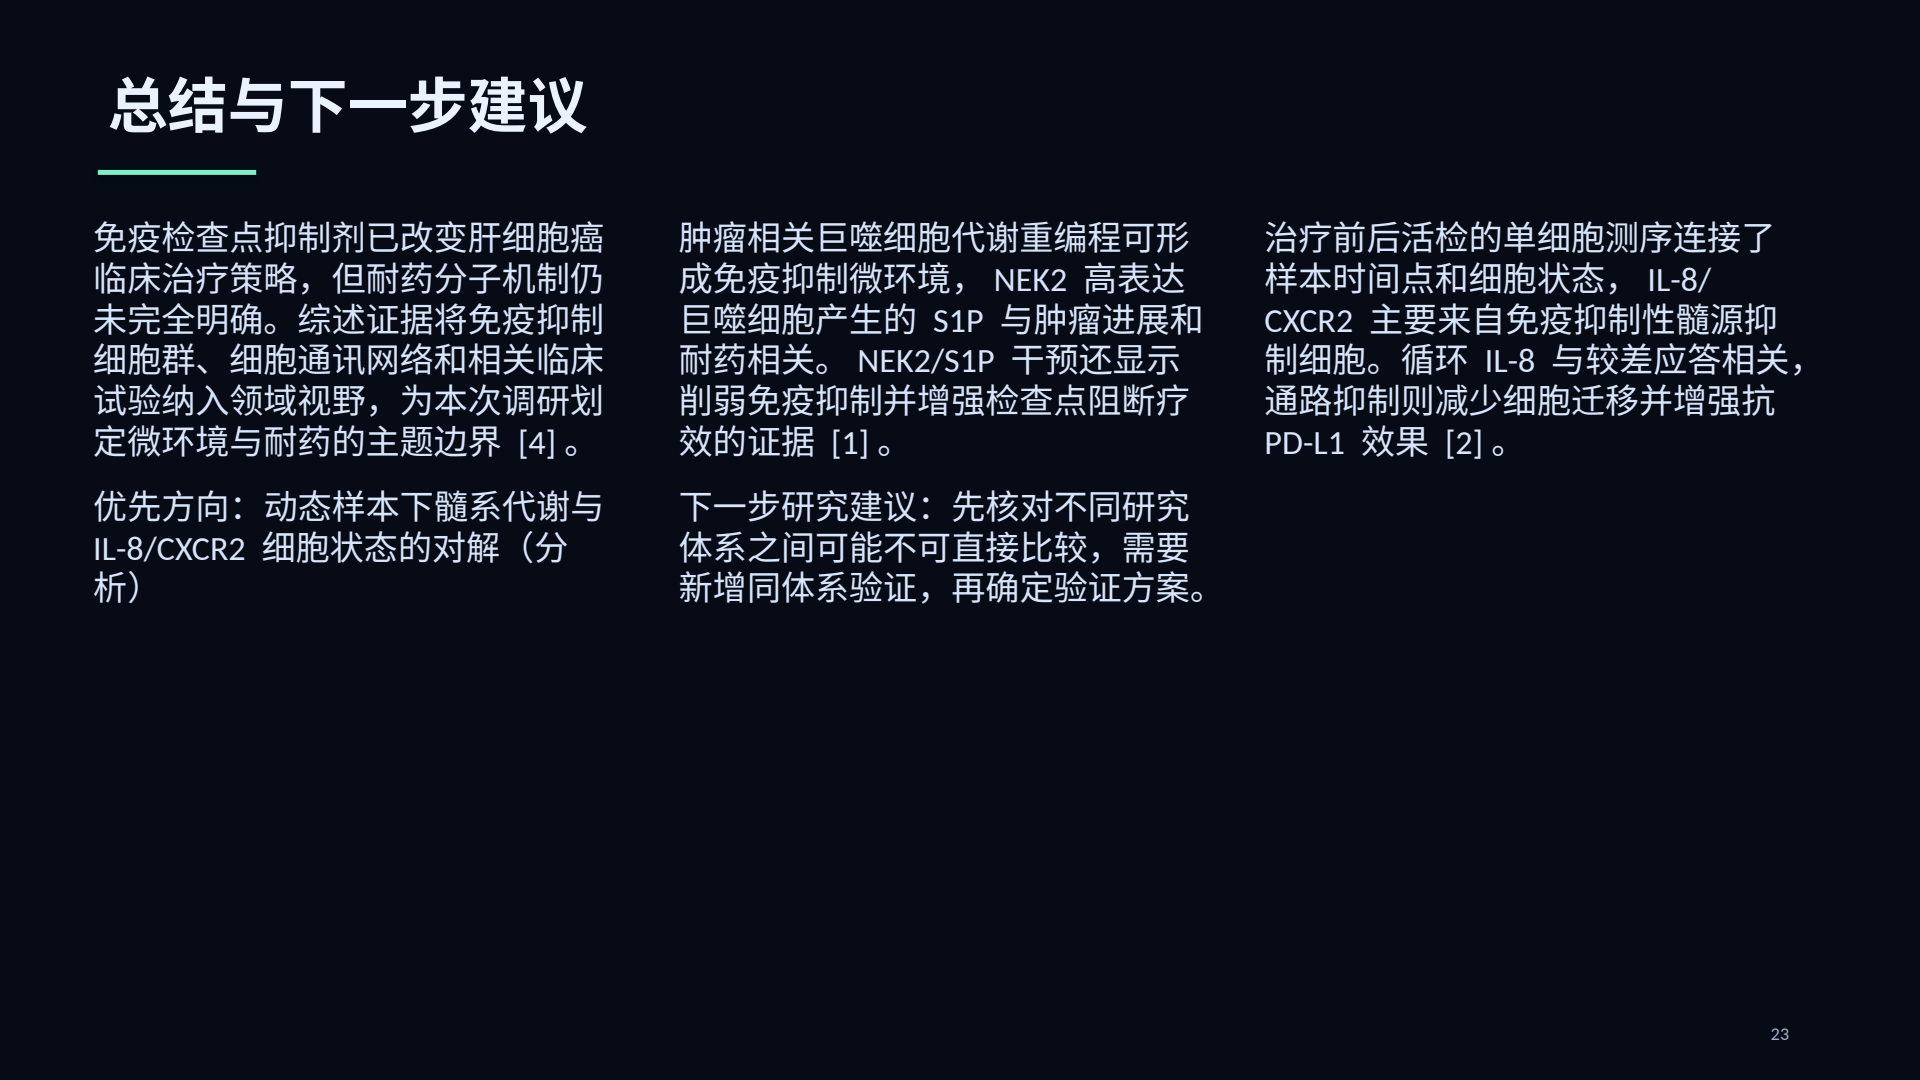 总结与下一步建议
免疫检查点抑制剂已改变肝细胞癌
临床治疗策略，但耐药分子机制仍
未完全明确。综述证据将免疫抑制
细胞群、细胞通讯网络和相关临床
试验纳入领域视野，为本次调研划
定微环境与耐药的主题边界 [4]。
肿瘤相关巨噬细胞代谢重编程可形
成免疫抑制微环境，NEK2 高表达
巨噬细胞产生的 S1P 与肿瘤进展和
耐药相关。NEK2/S1P 干预还显示
削弱免疫抑制并增强检查点阻断疗
效的证据 [1]。
治疗前后活检的单细胞测序连接了
样本时间点和细胞状态，IL-8/
CXCR2 主要来自免疫抑制性髓源抑
制细胞。循环 IL-8 与较差应答相关，
通路抑制则减少细胞迁移并增强抗
PD-L1 效果 [2]。
优先方向：动态样本下髓系代谢与
IL-8/CXCR2 细胞状态的对解（分
析）
下一步研究建议：先核对不同研究
体系之间可能不可直接比较，需要
新增同体系验证，再确定验证方案。
23